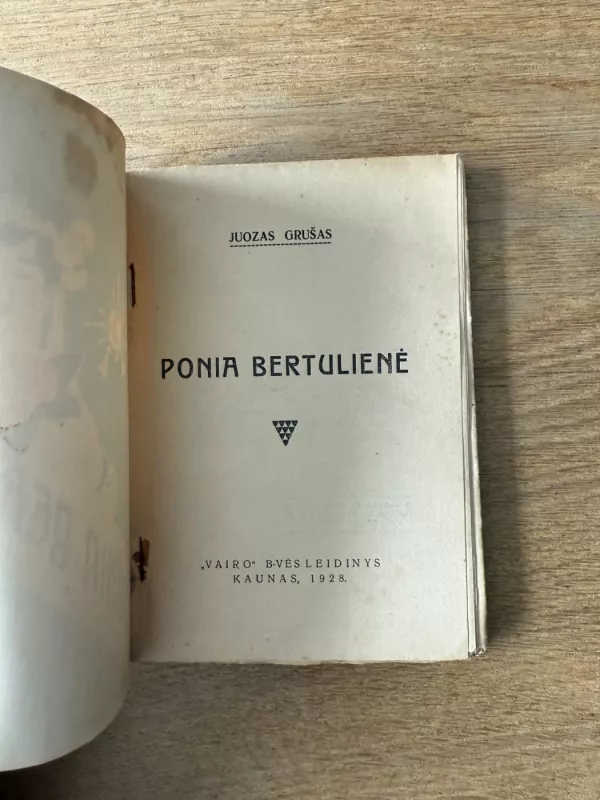 JUOZAS GRUŠAS
PONIA BERTULIENĖ
„VAIRO“ B-VĖS LEIDINYS
KAUNAS, 1928.